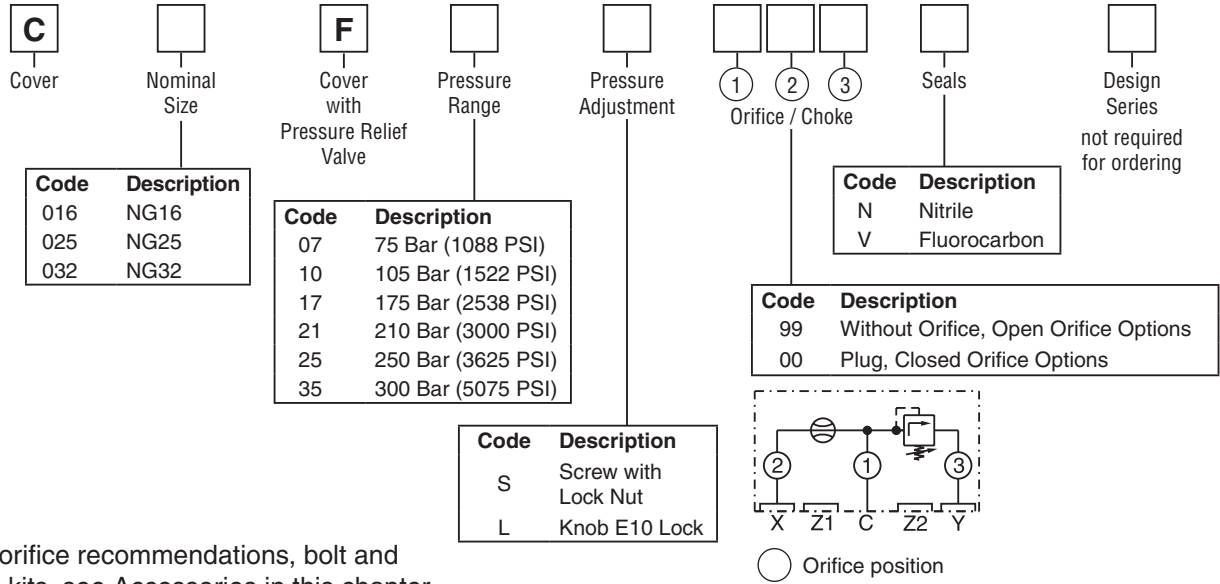 C
F
Cover
Nominal
Size
Cover
with
Pressure Relief
Valve
Pressure
Range
Pressure
Adjustment
1 2 3
Orifice / Choke
Seals
Design
Series
not required
for ordering
Code Description
016 NG16
025 NG25
032 NG32
Code Description
07 75 Bar (1088 PSI)
10 105 Bar (1522 PSI)
17 175 Bar (2538 PSI)
21 210 Bar (3000 PSI)
25 250 Bar (3625 PSI)
35 300 Bar (5075 PSI)
Code Description
S Screw with
Lock Nut
L Knob E10 Lock
Code Description
N Nitrile
V Fluorocarbon
Code Description
99 Without Orifice, Open Orifice Options
00 Plug, Closed Orifice Options
2 1 3
X Z1 C Z2 Y
Orifice position
orifice recommendations, bolt and
kits, see Accessories in this chapter